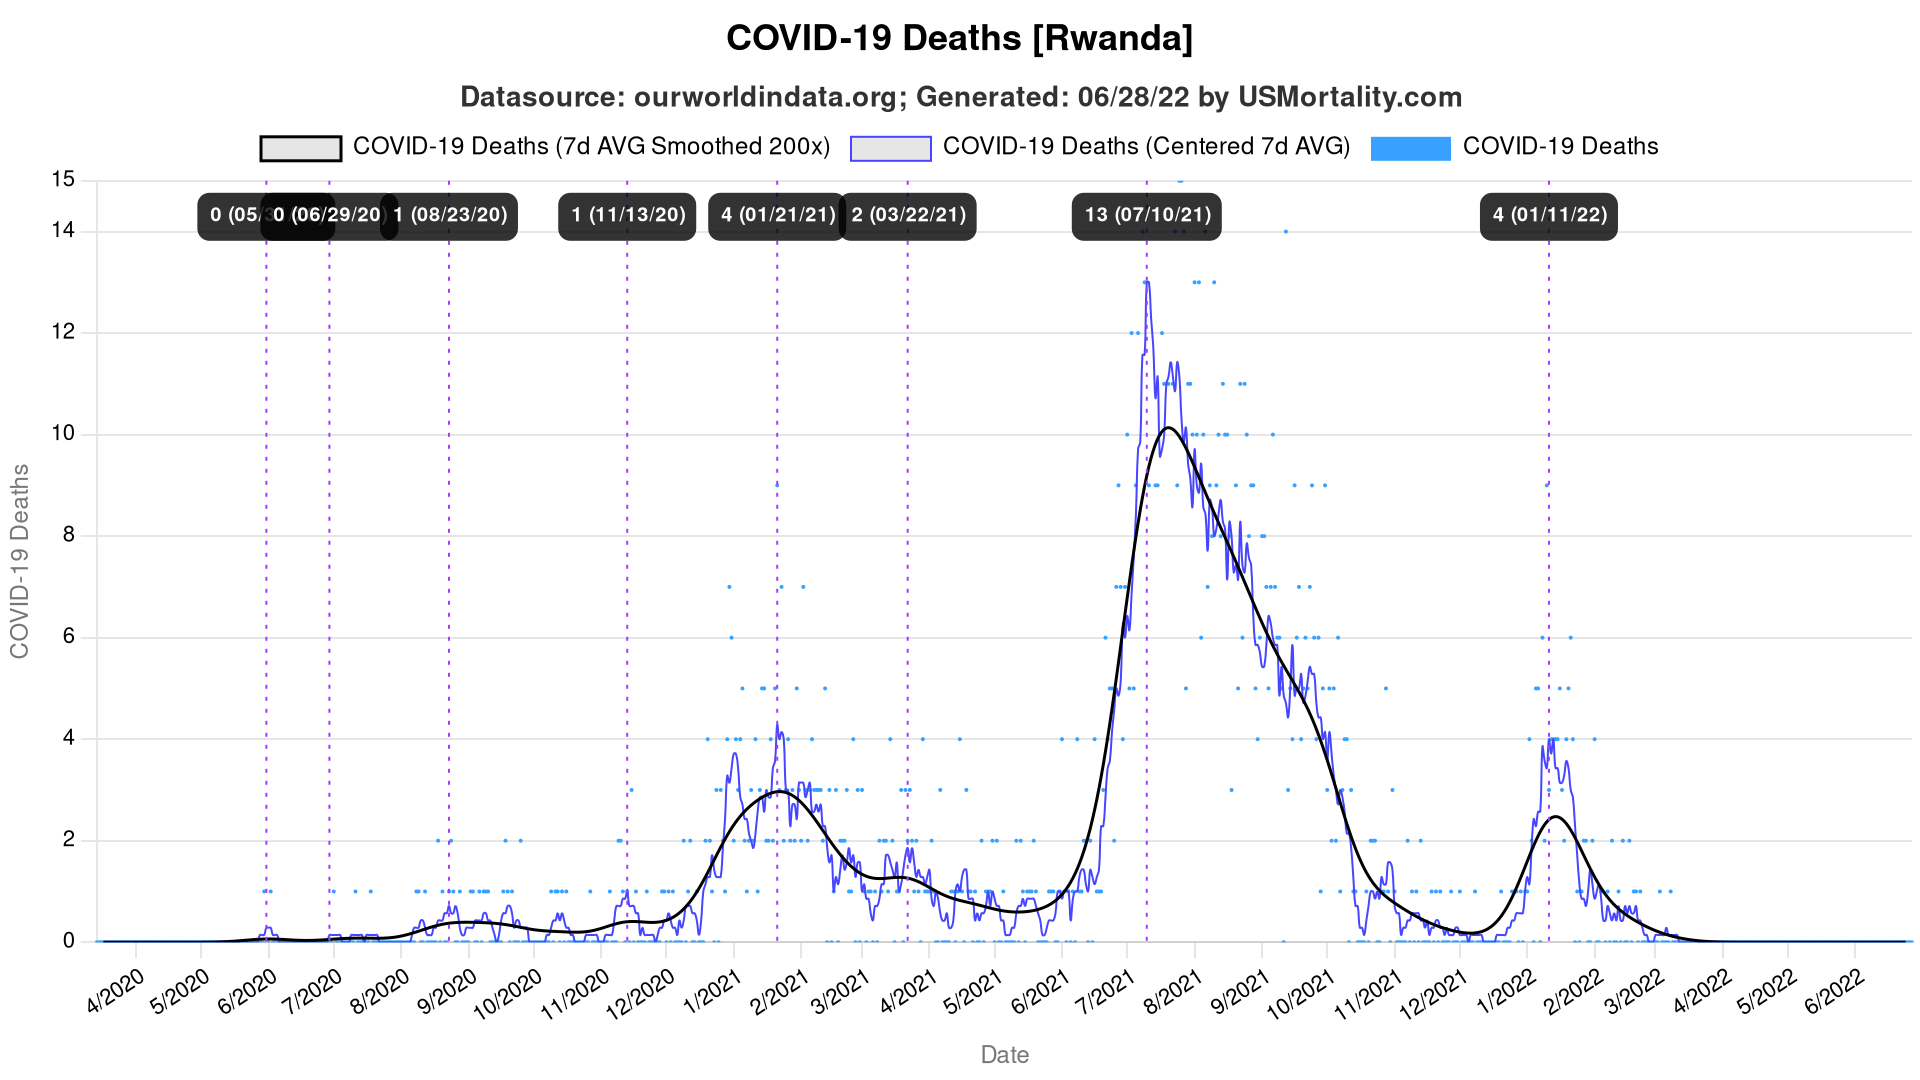 COVID-19 Deaths [Rwanda]
Datasource: ourworldindata.org; Generated: 06/28/22 by USMortality.com
COVID-19 Deaths (7d AVG Smoothed 200x) COVID-19 Deaths (Centered 7d AVG) COVID-19 Deaths
15
0 (05/3 0 (06/29/20) 1 (08/23/20) 1 (11/13/20) 4 (01/21/21) 2 (03/22/21) 13 (07/10/21) 4 (01/11/22)
14
12
10
8
6
4
2
0
COVID-19 Deaths
4/2020 5/2020 6/2020 7/2020 8/2020 9/2020 10/2020 11/2020 12/2020 1/2021 2/2021 3/2021 4/2021 5/2021 6/2021 7/2021 8/2021 9/2021 10/2021 11/2021 12/2021 1/2022 2/2022 3/2022 4/2022 5/2022 6/2022
Date